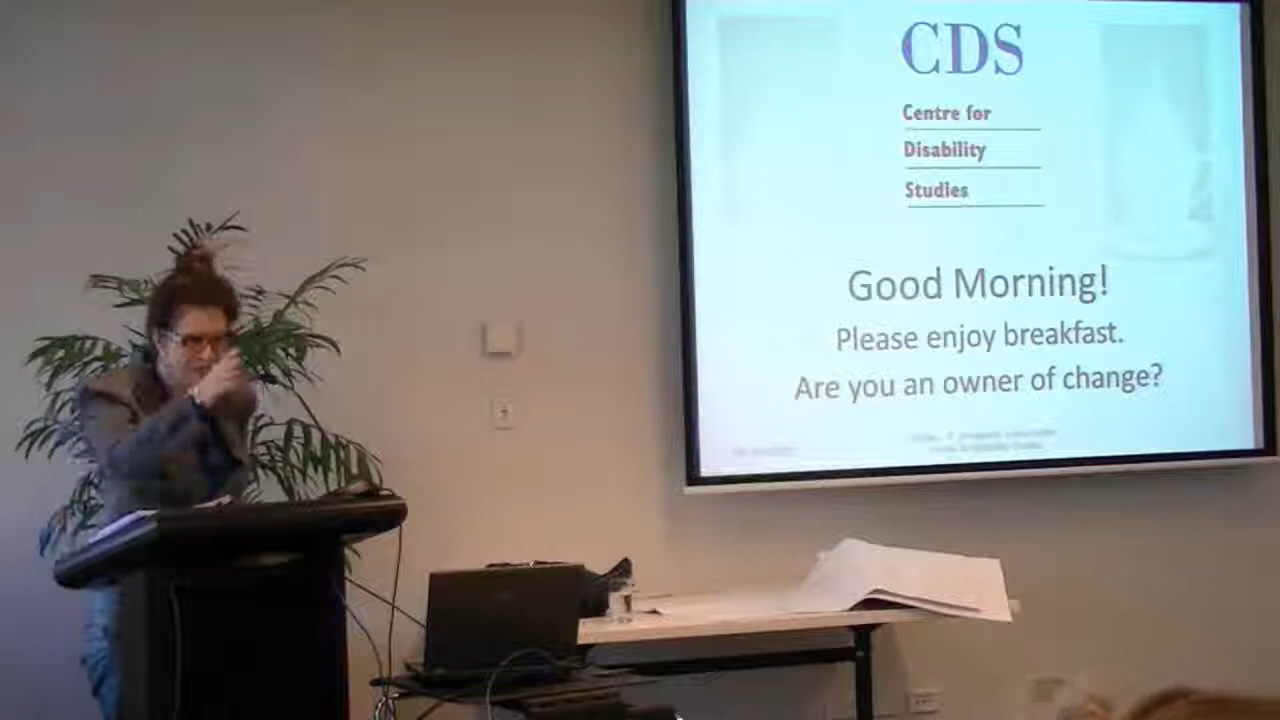 CDS
Centre for
Disability
Studies
Good Morning!
Please enjoy breakfast.
Are you an owner of change?